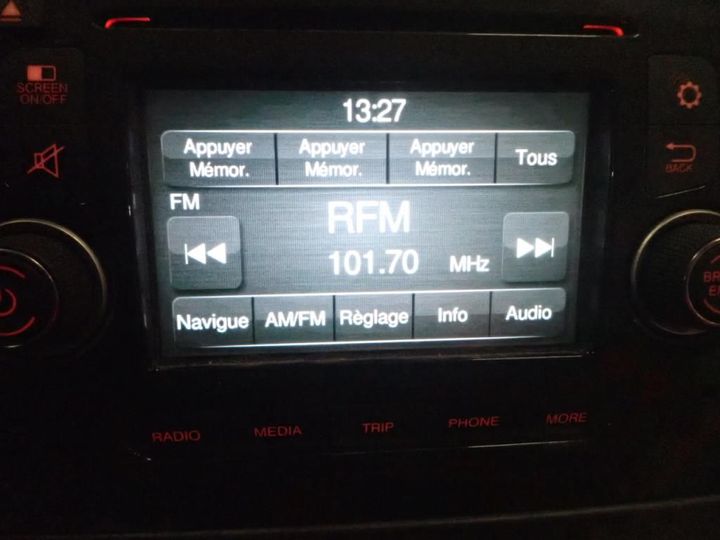 SCREEN
ON/OFF
13:27
Appuyer Mémor.
Appuyer Mémor.
Appuyer Mémor.
Tous
FM
RFM
101.70 MHz
Navigue
AM/FM
Règlage
Info
Audio
BACK
RADIO
MEDIA
TRIP
PHONE
MORE